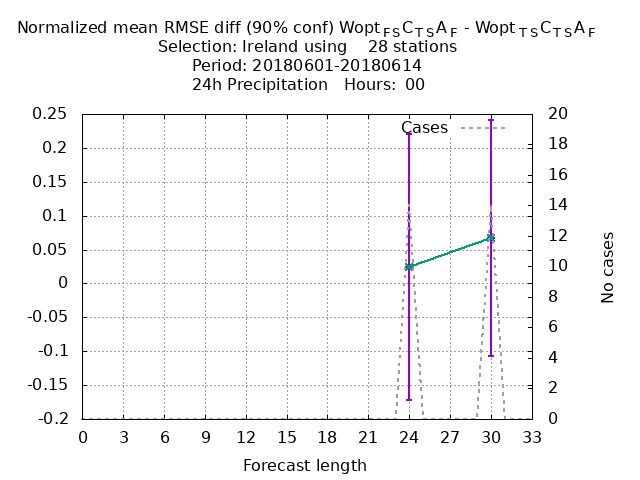 Normalized mean RMSE diff (90% conf) Wopt FS C TS A F - Wopt TS C TS A F
Selection: Ireland using 28 stations
Period: 20180601-20180614
24h Precipitation Hours: 00
Cases
0.25
0.2
0.15
0.1
0.05
0
-0.05
-0.1
-0.15
-0.2
20
18
16
14
12
10
8
6
4
2
0
No cases
0 3 6 9 12 15 18 21 24 27 30 33
Forecast length